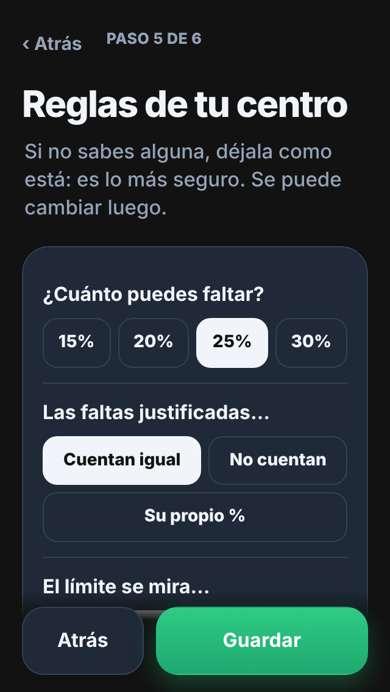 ‹ Atrás
PASO 5 DE 6
Reglas de tu centro
Si no sabes alguna, déjala como
está: es lo más seguro. Se puede
cambiar luego.
¿Cuánto puedes faltar?
15%
20%
25%
30%
Las faltas justificadas...
Cuentan igual
No cuentan
Su propio %
El límite se mira...
Atrás
Guardar